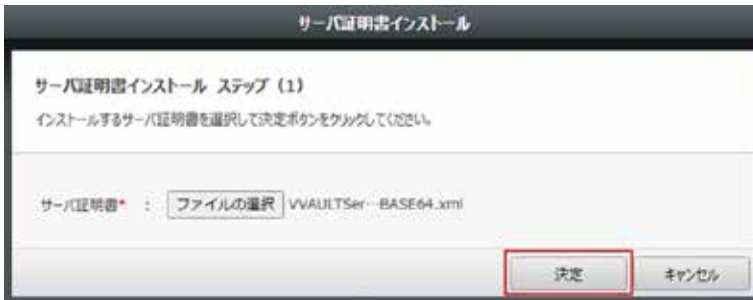 サーバ証明書インストール
サーバ証明書インストール ステップ（1）
インストールするサーバ証明書を選択して決定ボタンをクリックしてください。
サーバ証明書* ： ファイルの選択 VVAULTSer…BASE64.xml
決定 キャンセル